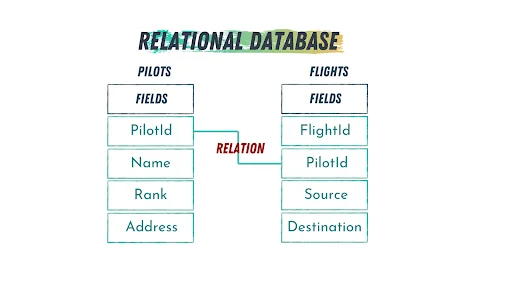 RELATIONAL DATABASE
PILOTS
FIELDS
PilotId
Name
Rank
Address
RELATION
FLIGHTS
FIELDS
FlightId
PilotId
Source
Destination